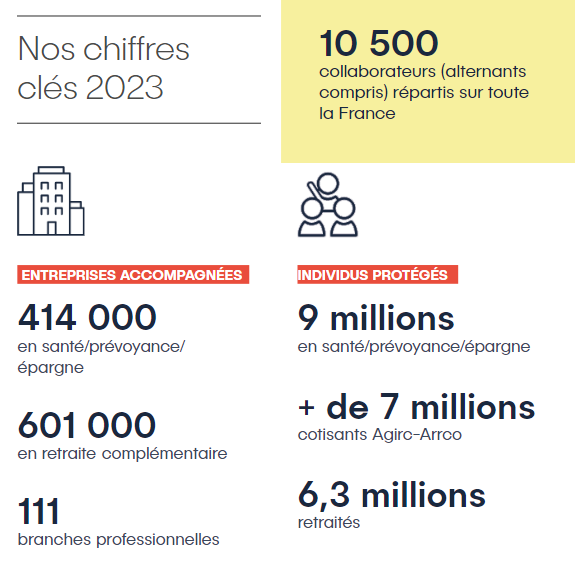 Nos chiffres
clés 2023
10 500
collaborateurs (alternants
compris) répartis sur toute
la France
ENTREPRISES ACCOMPAGNÉES
414 000
en santé/prévoyance/
épargne
601 000
en retraite complémentaire
111
branches professionnelles
INDIVIDUS PROTÉGÉS
9 millions
en santé/prévoyance/épargne
+ de 7 millions
cotisants Agirc-Arrco
6,3 millions
retraités